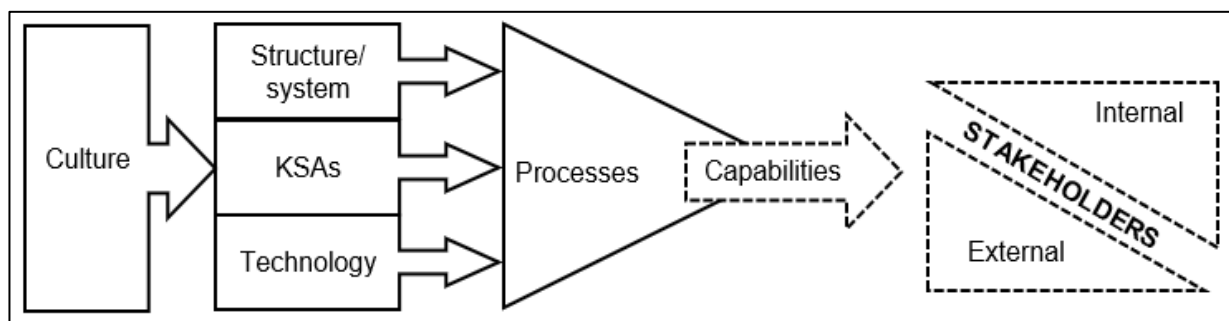 Culture
Structure/
system
KSAs
Technology
Processes
Capabilities
Internal
STAKEHOLDERS
External